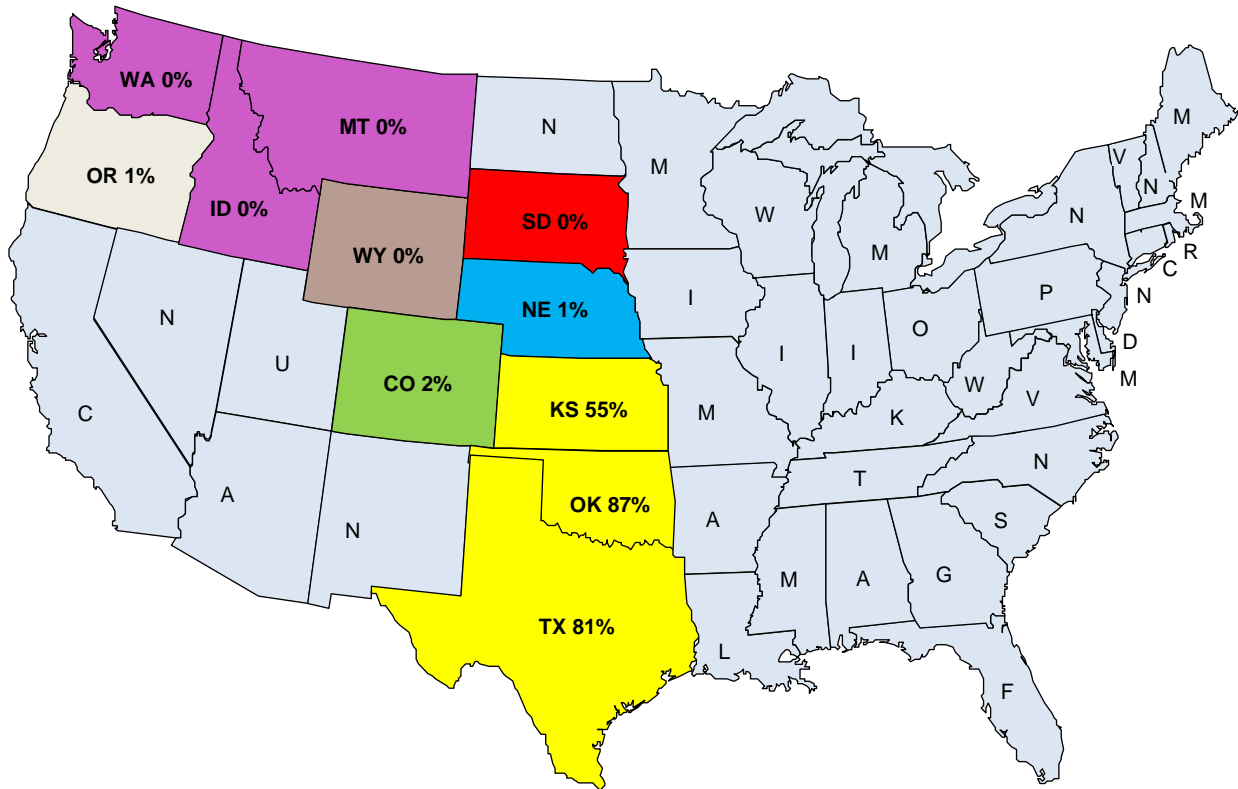 WA 0%
MT 0%
N
M
M
OR 1%
V
N
ID 0%
SD 0%
W
N
M
WY 0%
M
R
C
NE 1%
I
P
N
N
O
D
U
CO 2%
I
I
W
M
C
KS 55%
M
K
V
A
OK 87%
T
N
N
A
S
M
A
G
TX 81%
L
F